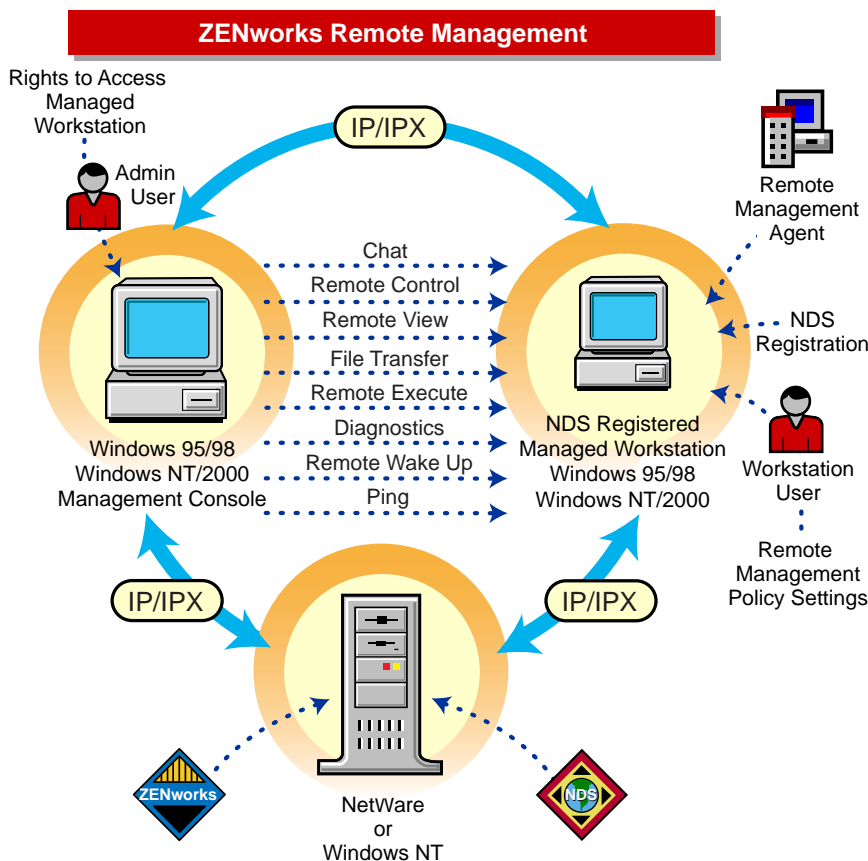 ZENworks Remote Management
Rights to Access
Managed
Workstation
Admin
User
IP/IPX
Remote
Management
Agent
Chat
Remote Control
Remote View
File Transfer
Remote Execute
Diagnostics
Remote Wake Up
Ping
NDS
Registration
Windows 95/98
Windows NT/2000
Management Console
NDS Registered
Managed Workstation
Windows 95/98
Windows NT/2000
Workstation
User
Remote
Management
Policy Settings
IP/IPX
IP/IPX
ZENworks
NDS
NetWare
or
Windows NT